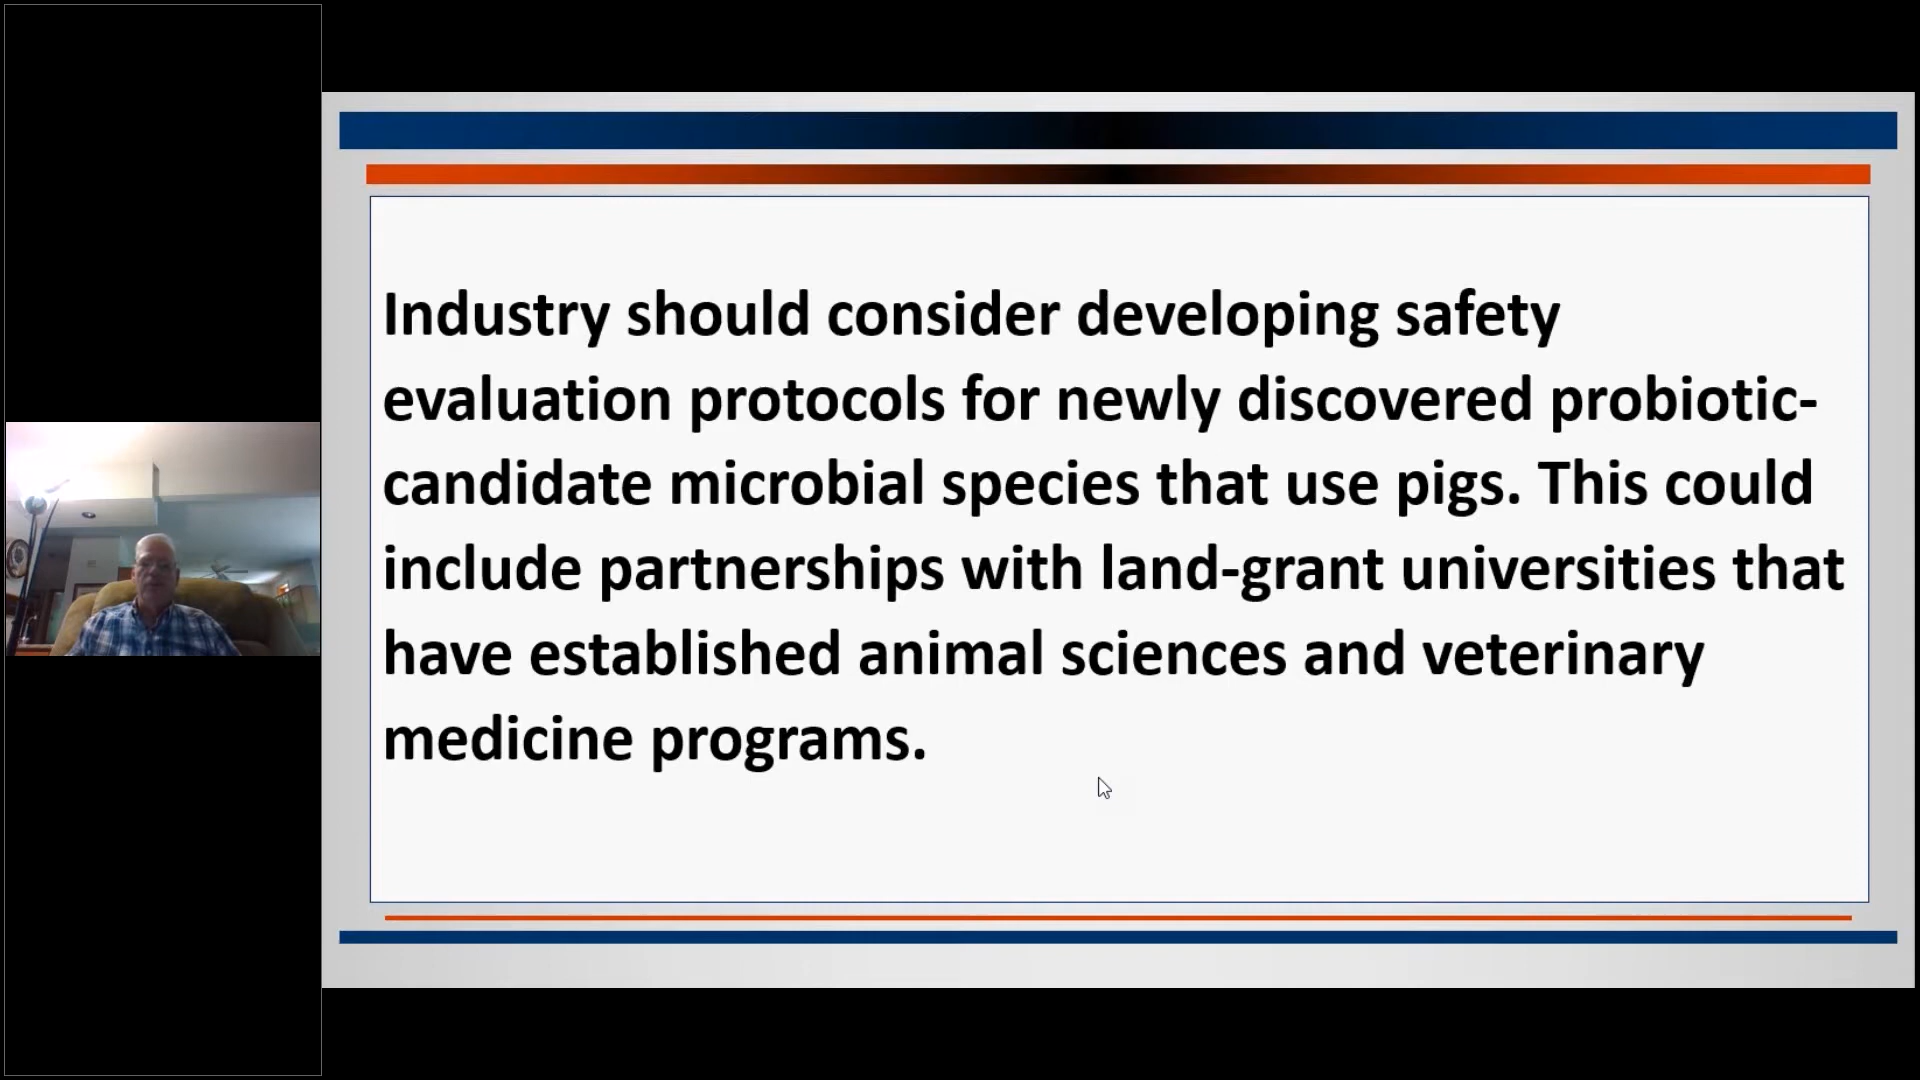 Industry should consider developing safety
evaluation protocols for newly discovered probiotic-
candidate microbial species that use pigs. This could
include partnerships with land-grant universities that
have established animal sciences and veterinary
medicine programs.